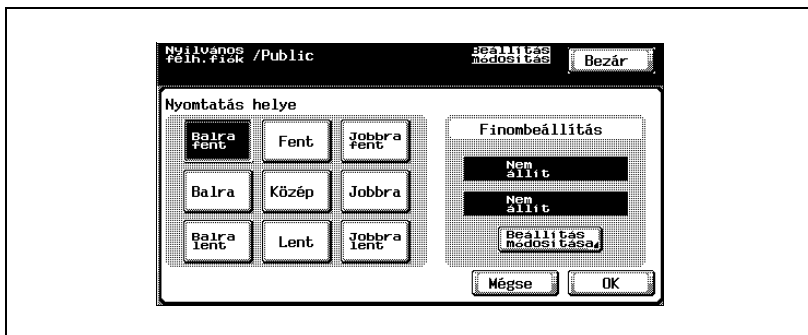 Nyilvános
félh.fiók /Public
Beállítás
módosítás
Bezár
Nyomtatás helye
Balra
fent
Fent
Jobbra
fent
Balra
Közép
Jobbra
Balra
lent
Lent
Jobbra
lent
Finombeállítás
Nem
állít
Nem
állít
Beállítás
módosítása
Mégse
OK